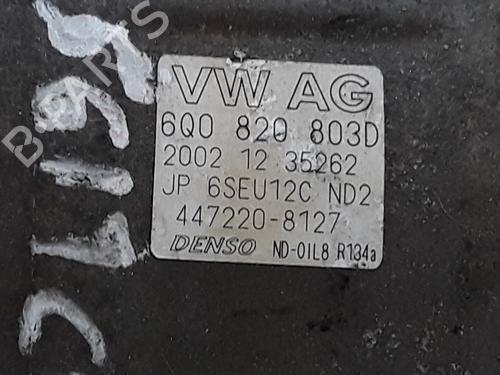 VW AG
6Q0 820 803D
2002 12 35262
JP 6SEU12C ND2
447220-8127
DENSO ND-OIL8 R134a
B-PARTS